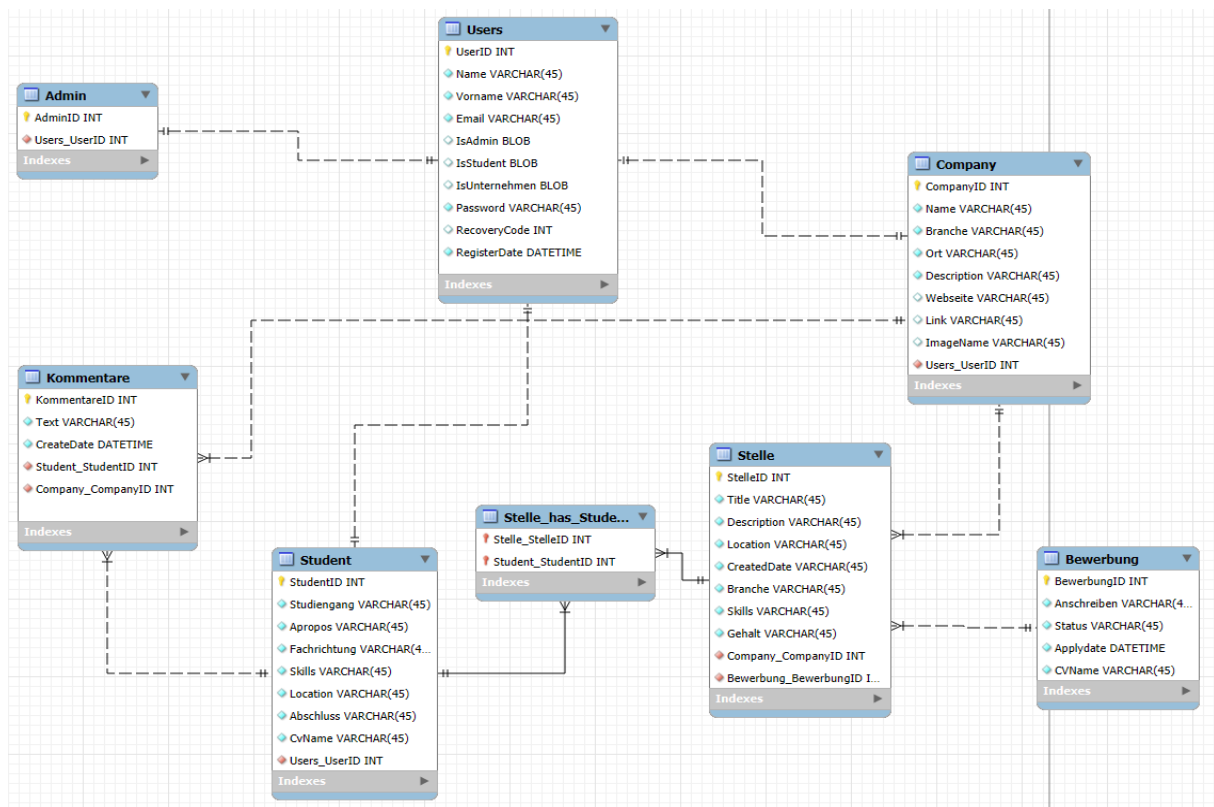 Users
UserID INT
Name VARCHAR(45)
Vorname VARCHAR(45)
Email VARCHAR(45)
IsAdmin BLOB
IsStudent BLOB
IsUnternehmen BLOB
Password VARCHAR(45)
RecoveryCode INT
RegisterDate DATETIME
Indexes
Admin
AdminID INT
Users_UserID INT
Indexes
Company
CompanyID INT
Name VARCHAR(45)
Branche VARCHAR(45)
Ort VARCHAR(45)
Description VARCHAR(45)
Webseite VARCHAR(45)
Link VARCHAR(45)
ImageName VARCHAR(45)
Users_UserID INT
Indexes
Kommentare
KommentareID INT
Text VARCHAR(45)
CreateDate DATETIME
Student_StudentID INT
Company_CompanyID INT
Indexes
Stelle
StelleID INT
Title VARCHAR(45)
Description VARCHAR(45)
Location VARCHAR(45)
CreatedDate VARCHAR(45)
Branche VARCHAR(45)
Skills VARCHAR(45)
Gehalt VARCHAR(45)
Company_CompanyID INT
Bewerbung_BewerbungID I...
Indexes
Stelle_has_Stude...
Stelle_StelleID INT
Student_StudentID INT
Indexes
Student
StudentID INT
Studiengang VARCHAR(45)
Apropos VARCHAR(45)
Fachrichtung VARCHAR(4...
Skills VARCHAR(45)
Location VARCHAR(45)
Abschluss VARCHAR(45)
CvName VARCHAR(45)
Users_UserID INT
Indexes
Bewerbung
BewerbungID INT
Anschreiben VARCHAR(4...
Status VARCHAR(45)
Applydate DATETIME
CVName VARCHAR(45)
Indexes